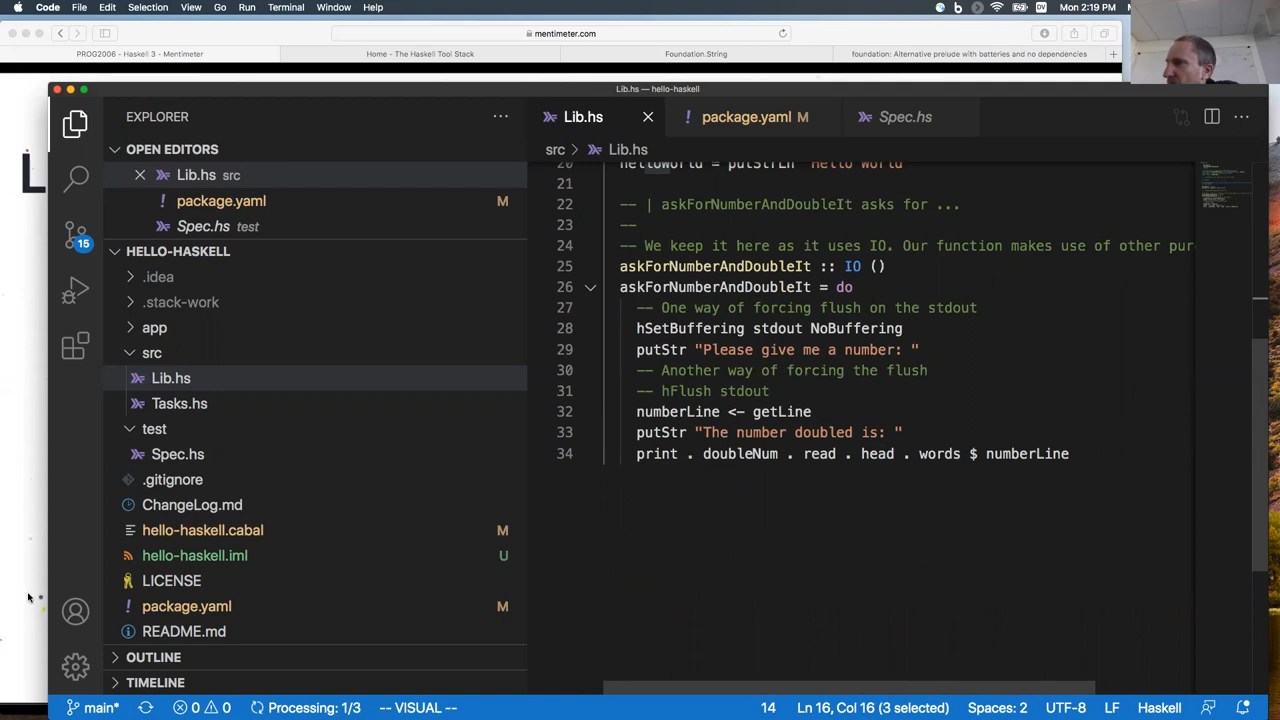 Code File Edit Selection View Go Run Terminal Window Help DV Mon 2:19 PM
mentimeter.com
PROG2006 - Haskell 3 - Mentimeter Home - The Haskell Tool Stack Foundation.String foundation: Alternative prelude with batteries and no dependencies
Lib.hs — hello-haskell
EXPLORER
OPEN EDITORS
Lib.hs src
package.yaml M
Spec.hs test
HELLO-HASKELL
.idea
.stack-work
app
src
Lib.hs
Tasks.hs
test
Spec.hs
.gitignore
ChangeLog.md
hello-haskell.cabal M
hello-haskell.iml U
LICENSE
package.yaml M
README.md
OUTLINE
TIMELINE
15
L
Lib.hs package.yaml M Spec.hs
src > Lib.hs
20 helloWorld = putStrLn "Hello World"
21
22 -- | askForNumberAndDoubleIt asks for ...
23 --
24 -- We keep it here as it uses IO. Our function makes use of other pur
25 askForNumberAndDoubleIt :: IO ()
26 askForNumberAndDoubleIt = do
27 -- One way of forcing flush on the stdout
28 hSetBuffering stdout NoBuffering
29 putStr "Please give me a number: "
30 -- Another way of forcing the flush
31 -- hFlush stdout
32 numberLine <- getLine
33 putStr "The number doubled is: "
34 print . doubleNum . read . head . words $ numberLine
main* 0 0 Processing: 1/3 -- VISUAL -- 14 Ln 16, Col 16 (3 selected) Spaces: 2 UTF-8 LF Haskell